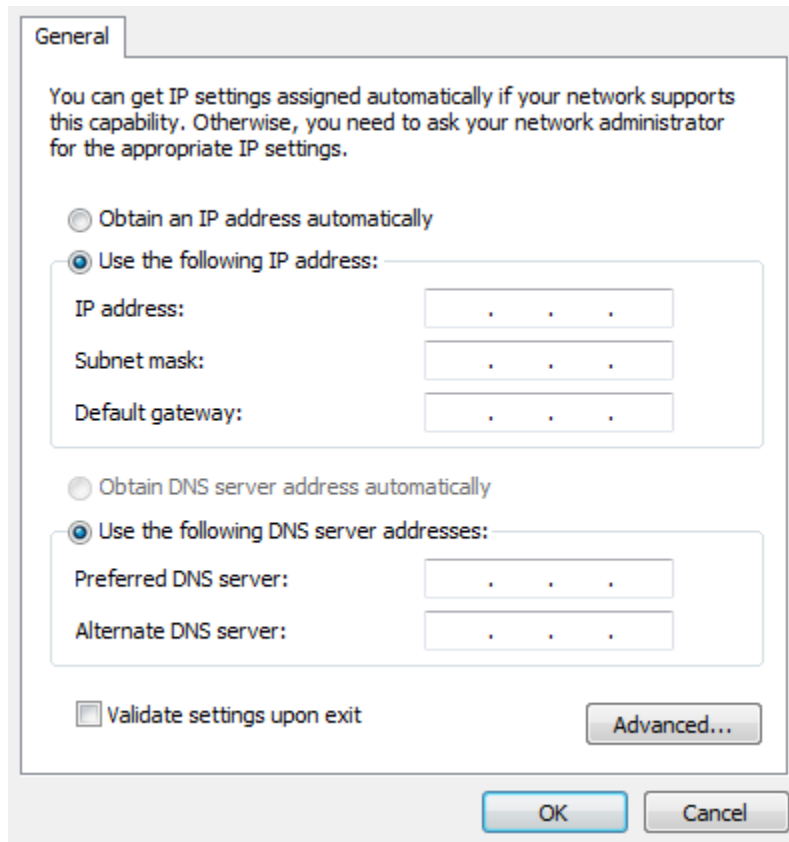 General
You can get IP settings assigned automatically if your network supports
this capability. Otherwise, you need to ask your network administrator
for the appropriate IP settings.
Obtain an IP address automatically
Use the following IP address:
IP address: . . .
Subnet mask: . . .
Default gateway: . . .
Obtain DNS server address automatically
Use the following DNS server addresses:
Preferred DNS server: . . .
Alternate DNS server: . . .
Validate settings upon exit
Advanced...
OK Cancel